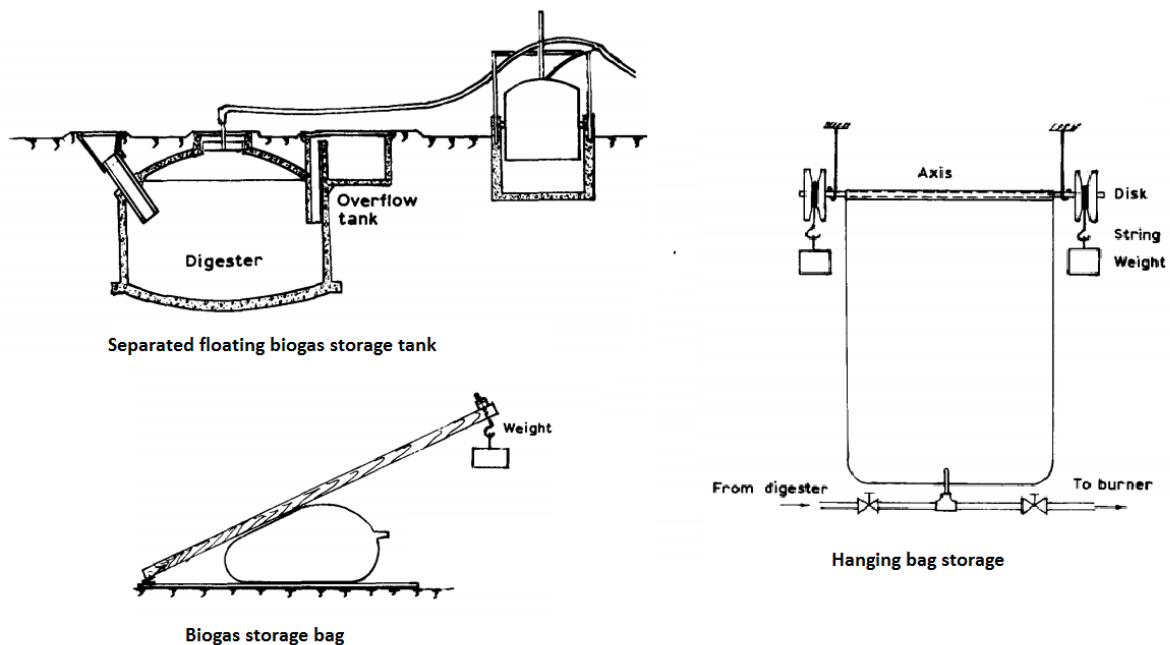 Overflow
tank
Digester
Separated floating biogas storage tank
Weight
Biogas storage bag
Axis
Disk
String
Weight
From digester
To burner
Hanging bag storage